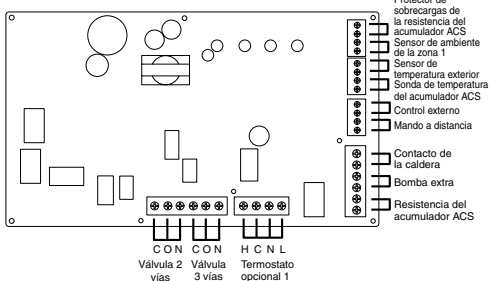 Protector de
sobrecargas de
la resistencia del
acumulador ACS
Sensor de ambiente
de la zona 1
Sensor de
temperatura exterior
Sonda de temperatura
del acumulador ACS
Control externo
Mando a distancia
Contacto de
la caldera
Bomba extra
Resistencia del
acumulador ACS
C O N C O N H C N L
Válvula 2 Válvula Termostato
vías 3 vías opcional 1